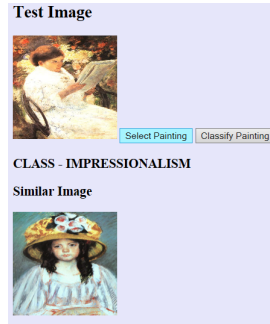 Test Image
Select Painting Classify Painting
CLASS - IMPRESSIONALISM
Similar Image